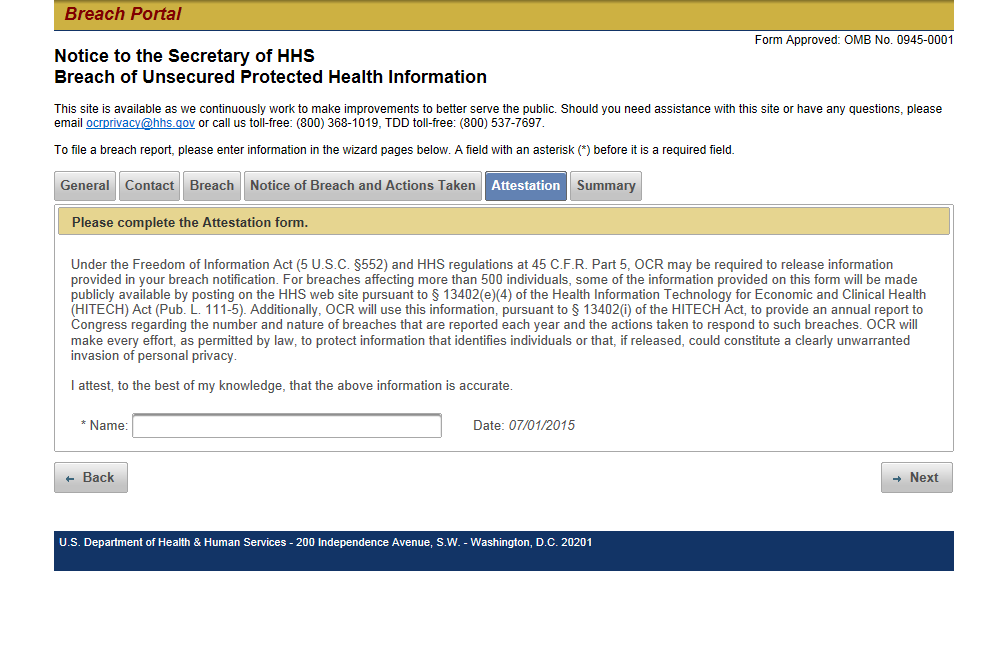 Breach Portal
Form Approved: OMB No. 0945-0001
Notice to the Secretary of HHS
Breach of Unsecured Protected Health Information
This site is available as we continuously work to make improvements to better serve the public. Should you need assistance with this site or have any questions, please
email ocrprivacy@hhs.gov or call us toll-free: (800) 368-1019, TDD toll-free: (800) 537-7697.
To file a breach report, please enter information in the wizard pages below. A field with an asterisk (*) before it is a required field.
General Contact Breach Notice of Breach and Actions Taken Attestation Summary
Please complete the Attestation form.
Under the Freedom of Information Act (5 U.S.C. §552) and HHS regulations at 45 C.F.R. Part 5, OCR may be required to release information
provided in your breach notification. For breaches affecting more than 500 individuals, some of the information provided on this form will be made
publicly available by posting on the HHS web site pursuant to § 13402(e)(4) of the Health Information Technology for Economic and Clinical Health
(HITECH) Act (Pub. L. 111-5). Additionally, OCR will use this information, pursuant to § 13402(i) of the HITECH Act, to provide an annual report to
Congress regarding the number and nature of breaches that are reported each year and the actions taken to respond to such breaches. OCR will
make every effort, as permitted by law, to protect information that identifies individuals or that, if released, could constitute a clearly unwarranted
invasion of personal privacy.
I attest, to the best of my knowledge, that the above information is accurate.
* Name: Date: 07/01/2015
← Back → Next
U.S. Department of Health & Human Services - 200 Independence Avenue, S.W. - Washington, D.C. 20201